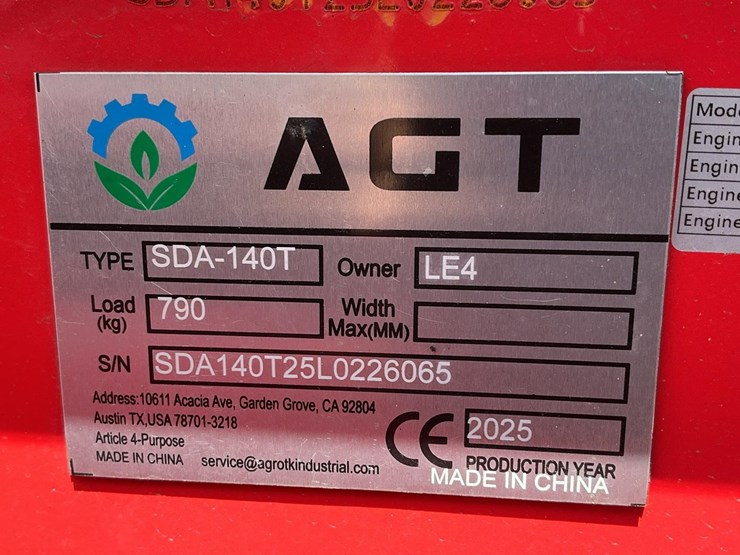 AGT
TYPE SDA-140T Owner LE4
Load (kg) 790 Width Max(MM)
S/N SDA140T25L0226065
Address:10611 Acacia Ave, Garden Grove, CA 92804
Austin TX,USA 78701-3218
Article 4-Purpose
MADE IN CHINA service@agrotkindustrial.com
CE 2025
PRODUCTION YEAR
MADE IN CHINA
Mode
Engin
Engin
Engine
Engine